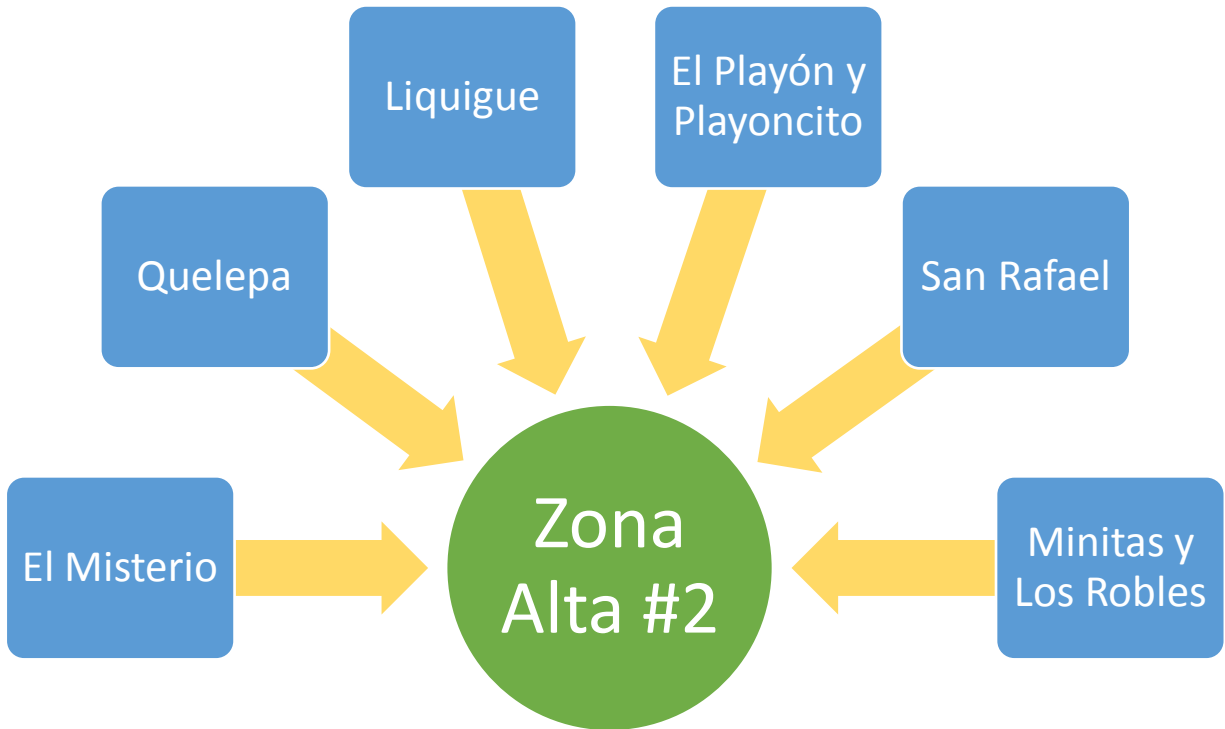 Liquigue
El Playón y
Playoncito
Quelepa
San Rafael
El Misterio
Zona
Alta #2
Minitas y
Los Robles